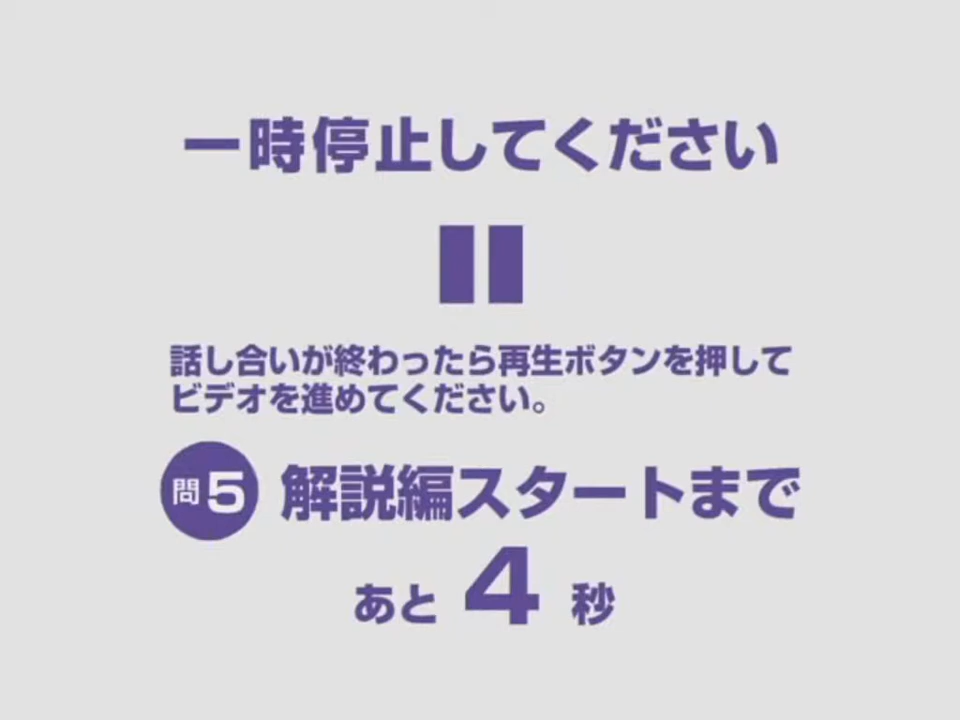 一時停止してください
話し合いが終わったら再生ボタンを押して
ビデオを進めてください。
問5 解説編スタートまで
あと 4 秒